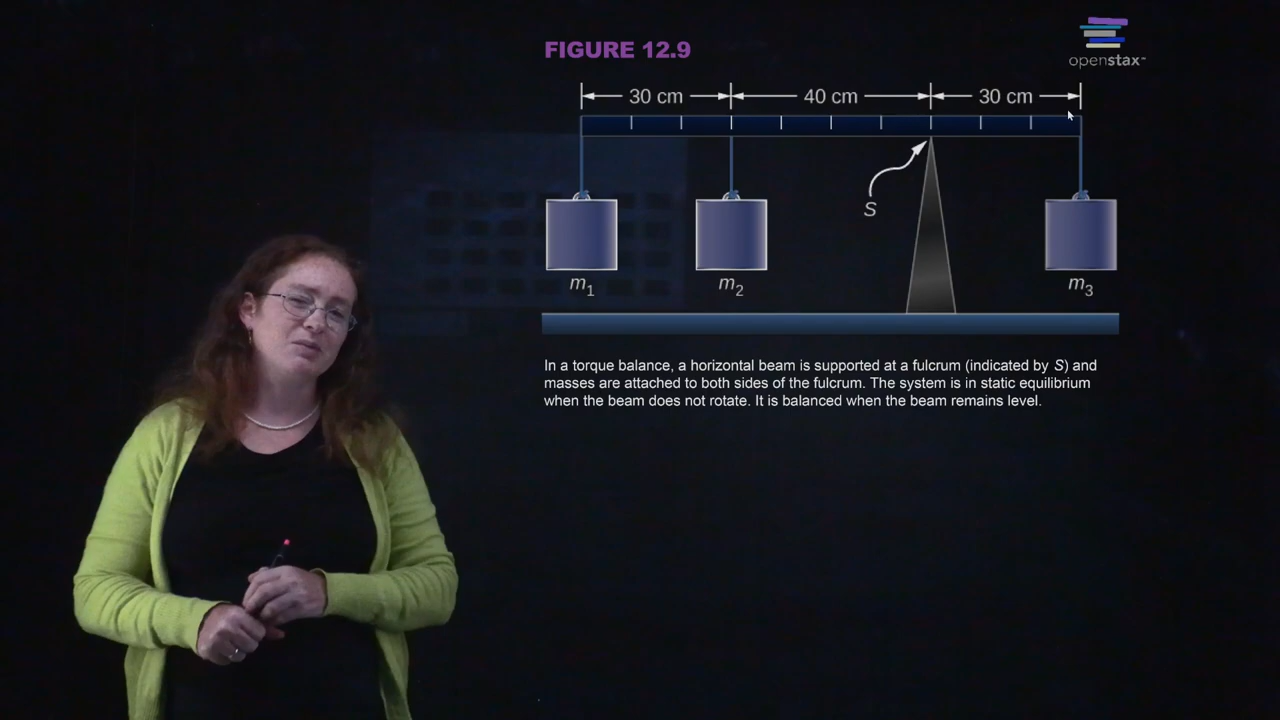 FIGURE 12.9
openstax™
30 cm 40 cm 30 cm
S
m₁ m₂ m₃
In a torque balance, a horizontal beam is supported at a fulcrum (indicated by S) and
masses are attached to both sides of the fulcrum. The system is in static equilibrium
when the beam does not rotate. It is balanced when the beam remains level.